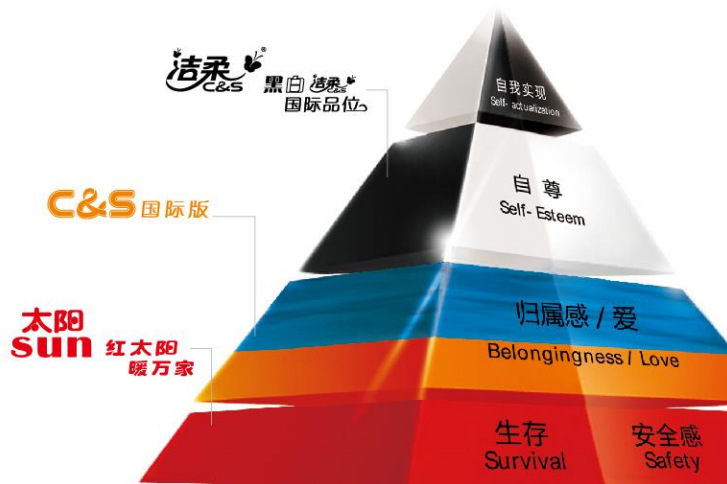 洁柔®
C&S
黑白 洁柔
C&S
国际品位
自我实现
Self- actualization
自 尊
Self- Esteem
C&S 国际版
归属感 / 爱
Belongingness / Love
太阳
sun 红太阳
暖万家
生存
Survival
安全感
Safety